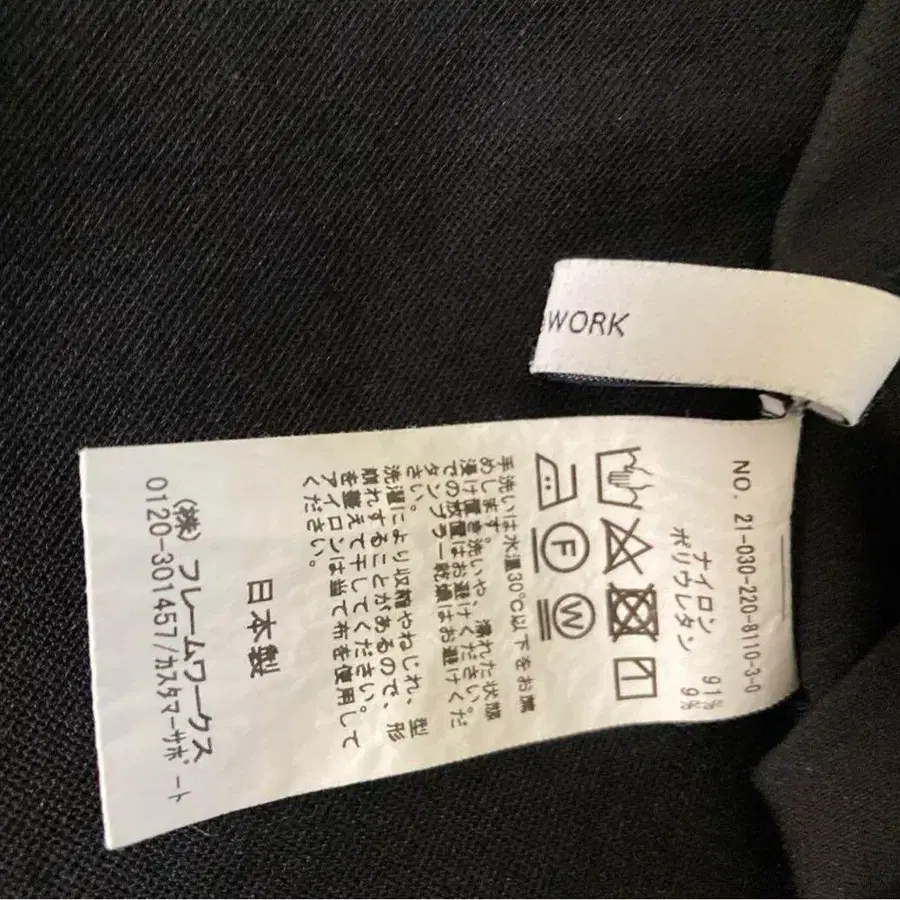 WORK
NO. 21-030-220-8110-3-0
ナイロン 91%
ポリウレタン 9%
F
W
手洗いは水温30℃以下をお薦
めします。
浸け置き洗いや、濡れた状態
での放置はお避けください。
タンブラー乾燥はお避けくだ
さい。
洗濯により収縮やねじれ、型
崩れすることがあるので、形
を整えて干してください。
アイロンは当て布を使用して
ください。
日本製
(株) フレームワークス
0120-301457/カスタマーサポート